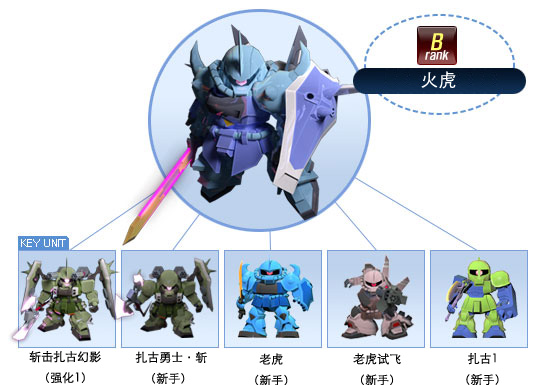 B
rank
火虎
KEY UNIT
斩击扎古幻影
（强化1）
扎古勇士·斩
（新手）
老虎
（新手）
老虎试飞
（新手）
扎古1
（新手）